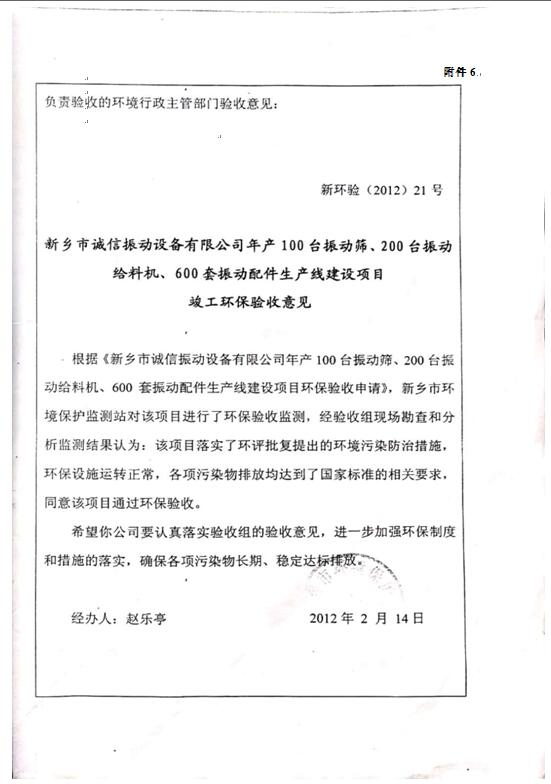 附件 6.
负责验收的环境行政主管部门验收意见：
新环验（2012）21 号
新乡市诚信振动设备有限公司年产 100 台振动筛、200 台振动
给料机、600 套振动配件生产线建设项目
竣工环保验收意见
根据《新乡市诚信振动设备有限公司年产 100 台振动筛、200 台振
动给料机、600 套振动配件生产线建设项目环保验收申请》，新乡市环
境保护监测站对该项目进行了环保验收监测，经验收组现场勘查和分
析监测结果认为：该项目落实了环评批复提出的环境污染防治措施，
环保设施运转正常，各项污染物排放均达到了国家标准的相关要求，
同意该项目通过环保验收。
希望你公司要认真落实验收组的验收意见，进一步加强环保制度
和措施的落实，确保各项污染物长期、稳定达标排放。
经办人：赵乐亭 2012 年 2 月 14 日